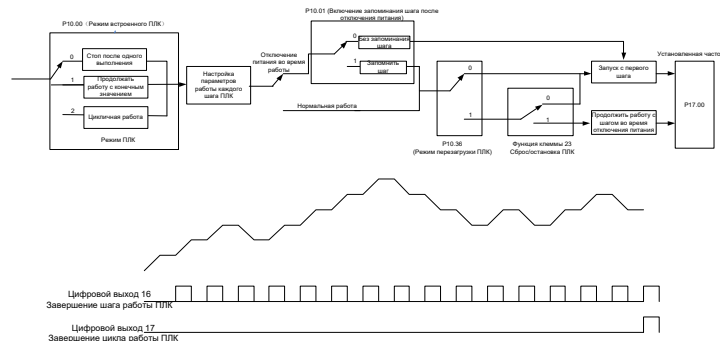 P10.00 (Режим встроенного ПЛК)
0
Стоп после одного
выполнения
1
Продолжать
работу с конечным
значением
2
Цикличная работа
Режим ПЛК
Настройка
параметров
работы каждого
шага ПЛК
Отключение
питания во время
работы
P10.01 (Включение запоминания шага после
отключения питания)
0
Без запоминания
шага
1
Запомнить
шаг
Нормальная работа
0
1
P10.36
(Режим перезагрузки ПЛК)
0
1
Функция клеммы 23
Сброс/остановка ПЛК
Запуск с первого
шага
Продолжить работу с
шагом во время
отключения питания
Установленная часто
P17.00
Цифровой выход 16
Завершение шага работы ПЛК
Цифровой выход 17
Завершение цикла работы ПЛК